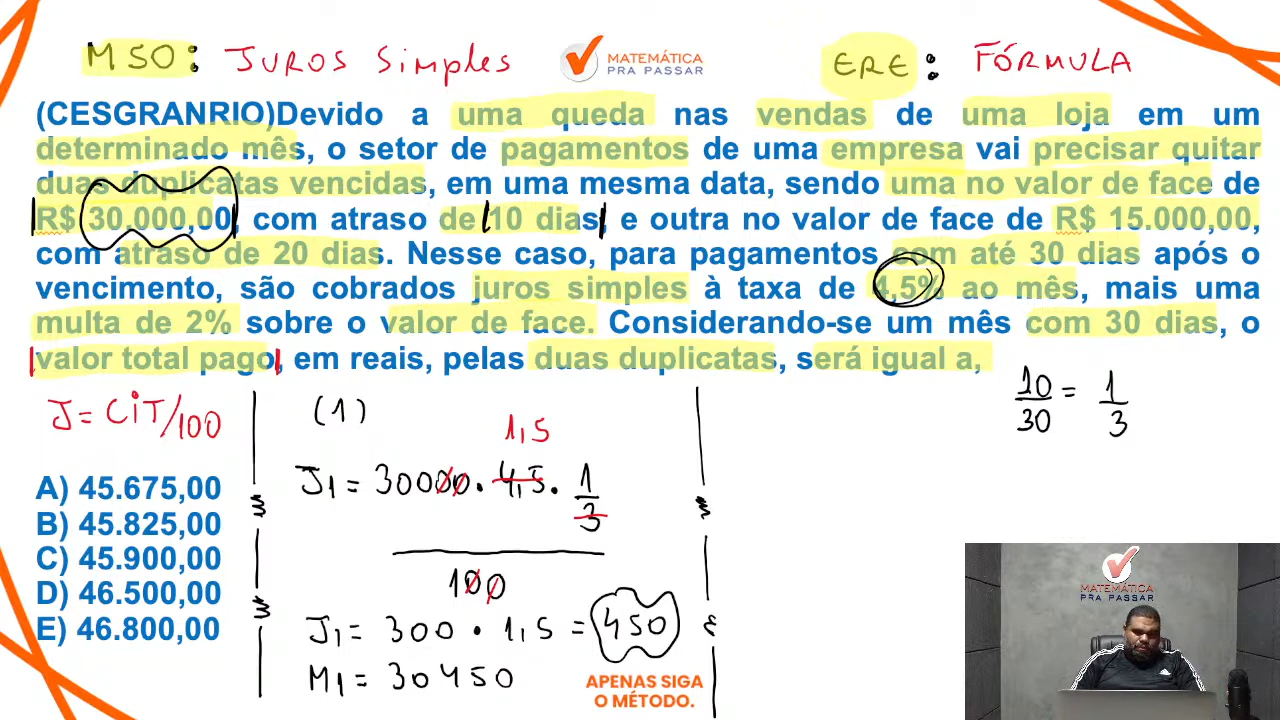 MSO: JUROS SIMPLES
MATEMÁTICA
PRA PASSAR
ERE: FÓRMULA
(CESGRANRIO)Devido a uma queda nas vendas de uma loja em um
determinado mês, o setor de pagamentos de uma empresa vai precisar quitar
duas duplicatas vencidas, em uma mesma data, sendo uma no valor de face de
R$ 30.000,00, com atraso de 10 dias, e outra no valor de face de R$ 15.000,00,
com atraso de 20 dias. Nesse caso, para pagamentos com até 30 dias após o
vencimento, são cobrados juros simples à taxa de 4,5% ao mês, mais uma
multa de 2% sobre o valor de face. Considerando-se um mês com 30 dias, o
valor total pago, em reais, pelas duas duplicatas, será igual a,
J = CiT/100
A) 45.675,00
B) 45.825,00
C) 45.900,00
D) 46.500,00
E) 46.800,00
(1)
1,5
J1 = 30000 . 4,5 . 1/3
100
J1 = 300 . 1,5 = 450
M1 = 30450
10/30 = 1/3
APENAS SIGA
O MÉTODO.
MATEMÁTICA
PRA PASSAR